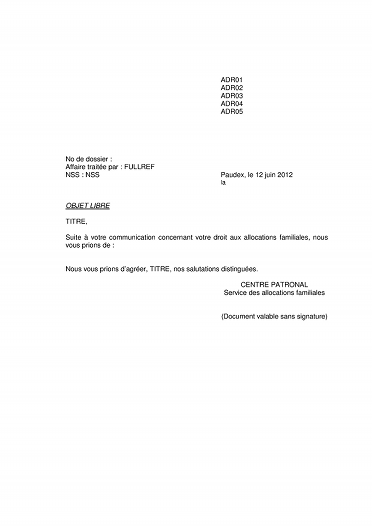 ADR01
ADR02
ADR03
ADR04
ADR05
No de dossier :
Affaire traitée par : FULLREF
NSS : NSS
Paudex, le 12 juin 2012
la
OBJET LIBRE
TITRE,
Suite à votre communication concernant votre droit aux allocations familiales, nous
vous prions de :
Nous vous prions d'agréer, TITRE, nos salutations distinguées.
CENTRE PATRONAL
Service des allocations familiales
(Document valable sans signature)